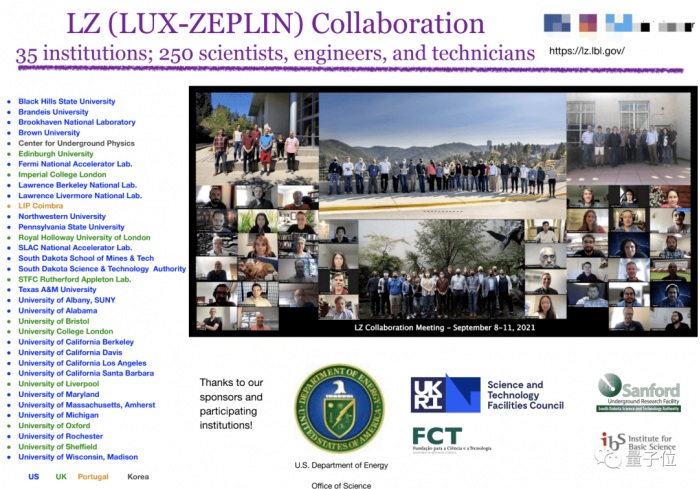 LZ (LUX-ZEPLIN) Collaboration
35 institutions; 250 scientists, engineers, and technicians
https://lz.lbl.gov/
Black Hills State University
Brandeis University
Brookhaven National Laboratory
Brown University
Center for Underground Physics
Edinburgh University
Fermi National Accelerator Lab.
Imperial College London
Lawrence Berkeley National Lab.
Lawrence Livermore National Lab.
LIP Coimbra
Northwestern University
Pennsylvania State University
Royal Holloway University of London
SLAC National Accelerator Lab.
South Dakota School of Mines & Tech
South Dakota Science & Technology Authority
STFC Rutherford Appleton Lab.
Texas A&M University
University of Albany, SUNY
University of Alabama
University of Bristol
University College London
University of California Berkeley
University of California Davis
University of California Los Angeles
University of California Santa Barbara
University of Liverpool
University of Maryland
University of Massachusetts, Amherst
University of Michigan
University of Oxford
University of Rochester
University of Sheffield
University of Wisconsin, Madison
US UK Portugal Korea
LZ Collaboration Meeting - September 8-11, 2021
Thanks to our
sponsors and
participating
institutions!
DEPARTMENT OF ENERGY
UNITED STATES OF AMERICA
U.S. Department of Energy
Office of Science
UKRI
Science and
Technology
Facilities Council
FCT
Fundação para a Ciência e a Tecnologia
Sanford
Underground Research Facility
South Dakota Science and Technology Authority
ibs Institute for
Basic Science
量子位